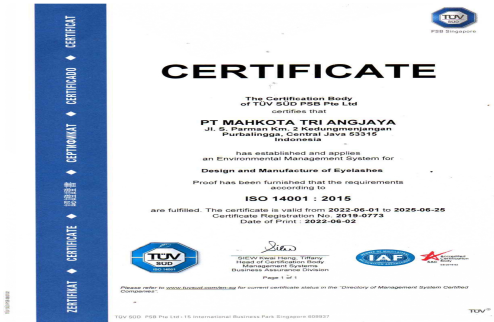 TÜV
SÜD
PSB Singapore
CERTIFICATE
The Certification Body
of TÜV SÜD PSB Pte Ltd
certifies that
PT MAHKOTA TRI ANGJAYA
Jl. S. Parman Km. 2 Kedungmenjangan
Purbalingga, Central Java 53315
Indonesia
has established and applies
an Environmental Management System for
Design and Manufacture of Eyelashes
Proof has been furnished that the requirements
according to
ISO 14001 : 2015
are fulfilled. The certificate is valid from 2022-06-01 to 2025-06-25
Certificate Registration No. 2019-0773
Date of Print : 2022-06-02
SIEW Kwai Heng, Tiffany
Head of Certification Body
Management Systems
Business Assurance Division
Page 1 of 1
TÜV
SÜD
ISO 14001
IAF
Please refer to www.tuvsud.com/en-sg for current certificate status in the "Directory of Management System Certified
Companies".
TÜV SÜD PSB Pte Ltd • 15 International Business Park Singapore 609937
TÜV
ZERTIFIKAT ◆ CERTIFICATE ◆ ◆ СЕРТИФИКАТ ◆ CERTIFICADO ◆ CERTIFICAT